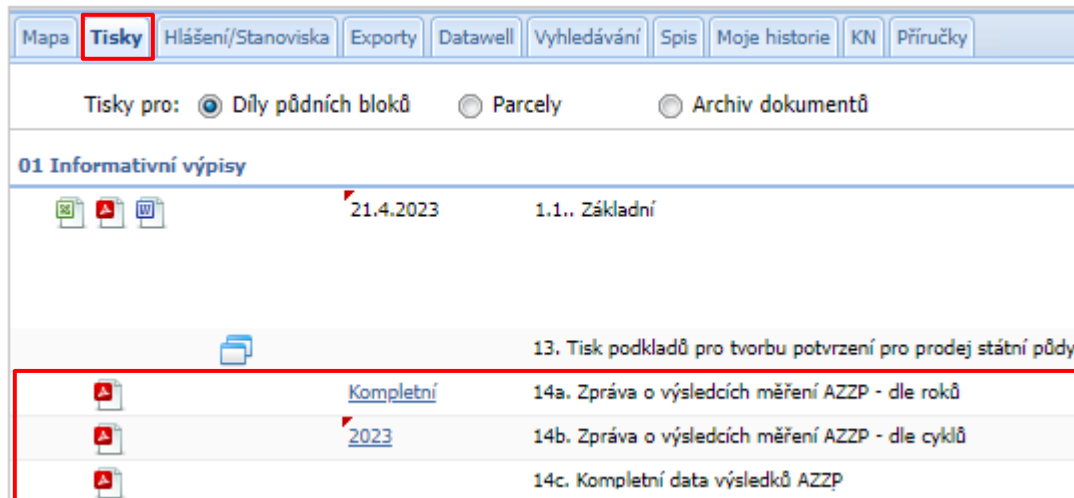 Mapa Tisky Hlášení/Stanoviska Exporty Datawell Vyhledávání Spis Moje historie KN Příručky
Tisky pro: Díly půdních bloků Parcely Archiv dokumentů
01 Informativní výpisy
21.4.2023 1.1.. Základní
13. Tisk podkladů pro tvorbu potvrzení pro prodej státní půdy
Kompletní 14a. Zpráva o výsledcích měření AZZP - dle roků
2023 14b. Zpráva o výsledcích měření AZZP - dle cyklů
14c. Kompletní data výsledků AZZP